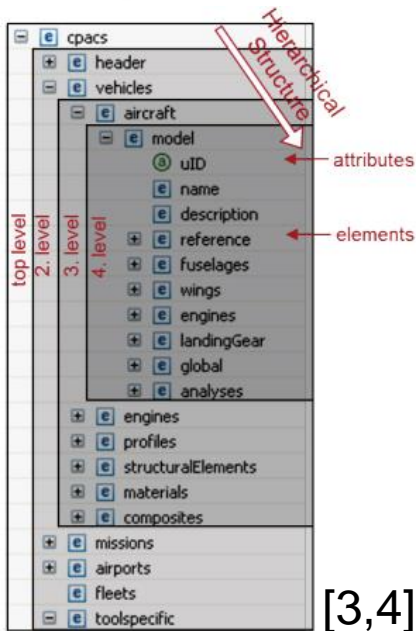 cpacs
header
vehicles
aircraft
model
a uID
e name
e description
e reference
e fuselages
e wings
e engines
e landingGear
e global
e analyses
e engines
e profiles
e structuralElements
e materials
e composites
e missions
e airports
e fleets
e toolspecific
Hierarchical
Structure
attributes
elements
top level
2. level
3. level
4. level
[3,4]